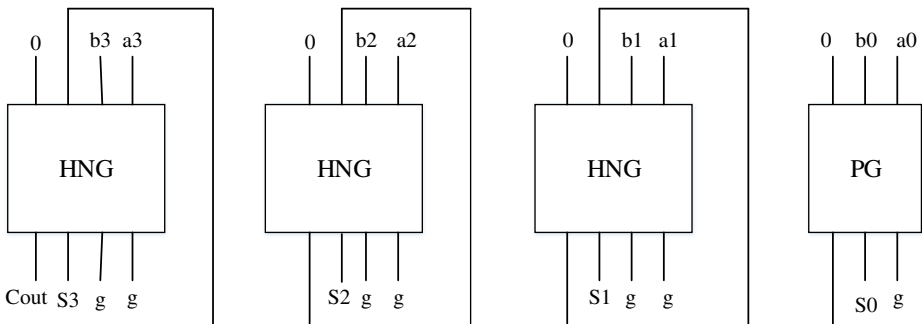 0 b3 a3 0 b2 a2 0 b1 a1 0 b0 a0
HNG HNG HNG PG
Cout S3 g g S2 g g S1 g g S0 g